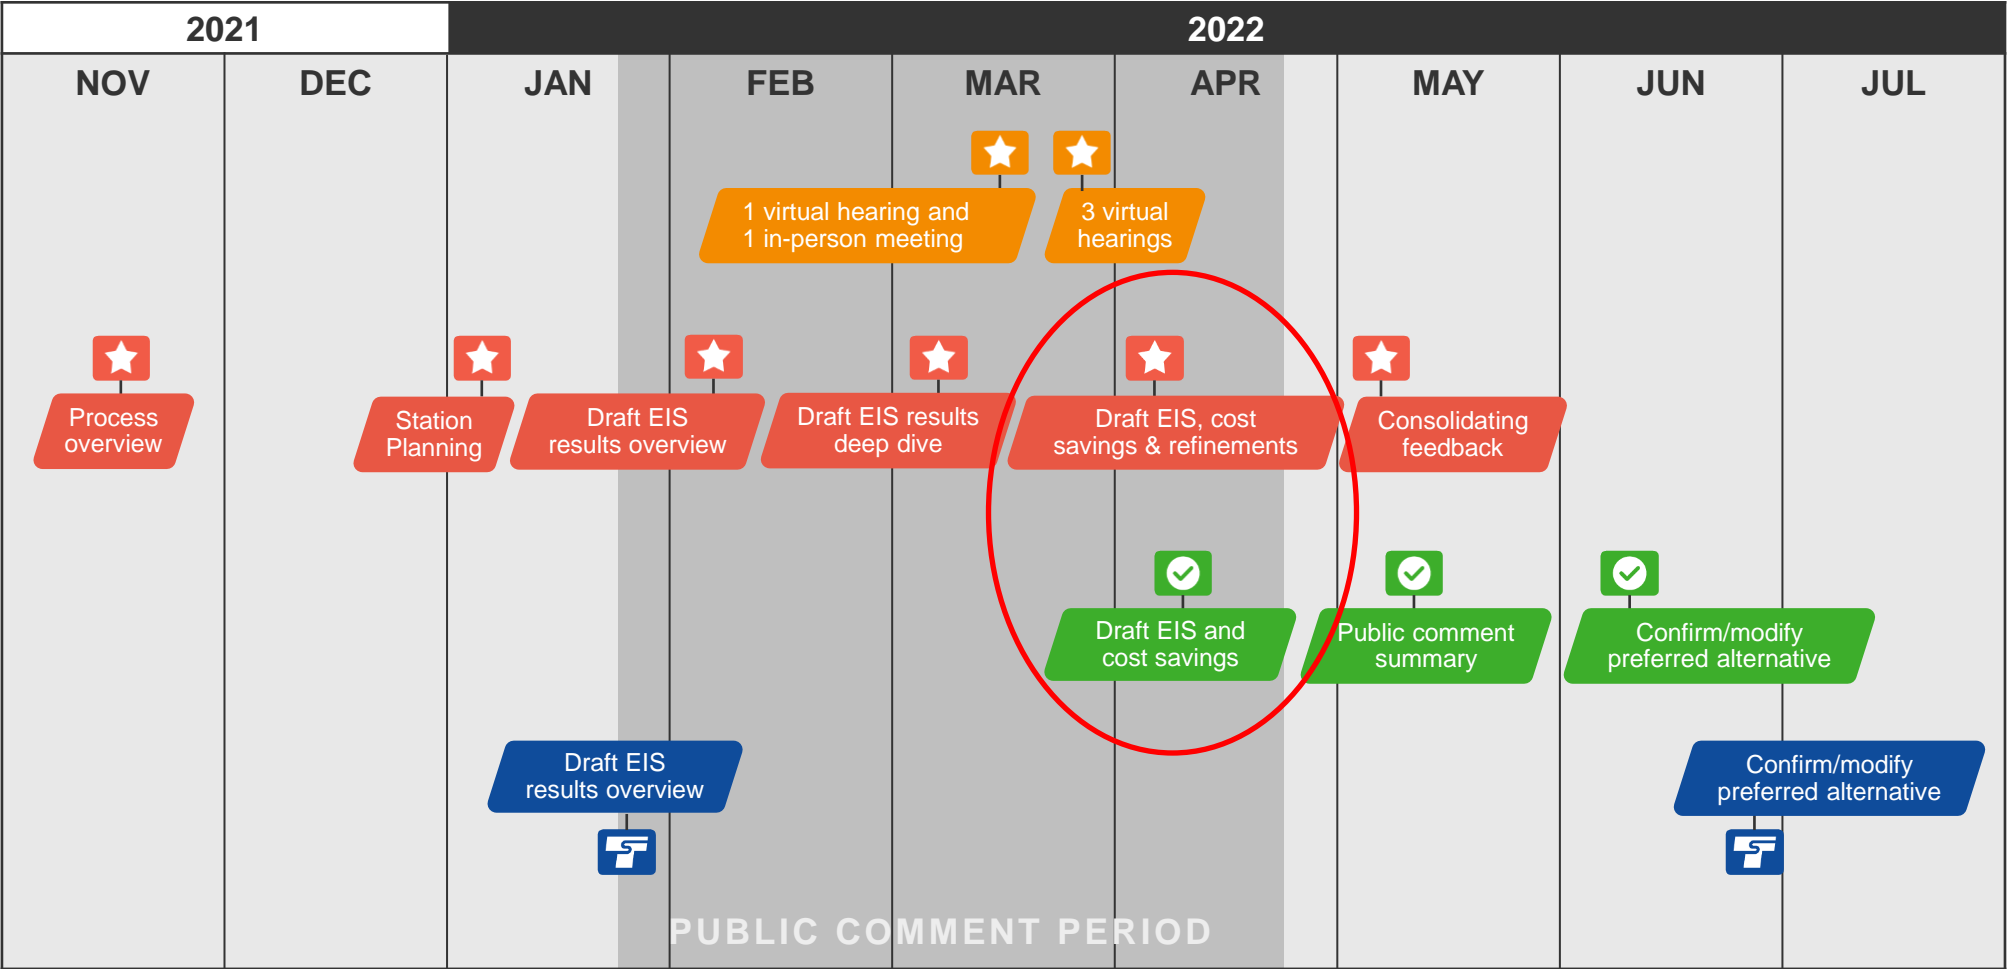 2021
2022
NOV
DEC
JAN
FEB
MAR
APR
MAY
JUN
JUL
1 virtual hearing and
1 in-person meeting
3 virtual
hearings
Process
overview
Station
Planning
Draft EIS
results overview
Draft EIS results
deep dive
Draft EIS, cost
savings & refinements
Consolidating
feedback
Draft EIS and
cost savings
Public comment
summary
Confirm/modify
preferred alternative
Draft EIS
results overview
Confirm/modify
preferred alternative
PUBLIC COMMENT PERIOD